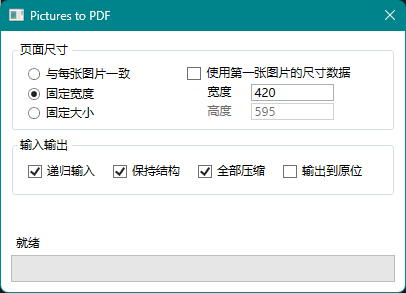 Pictures to PDF
页面尺寸
与每张图片一致
使用第一张图片的尺寸数据
固定宽度
宽度 420
固定大小
高度 595
输入输出
递归输入 保持结构 全部压缩 输出到原位
就绪